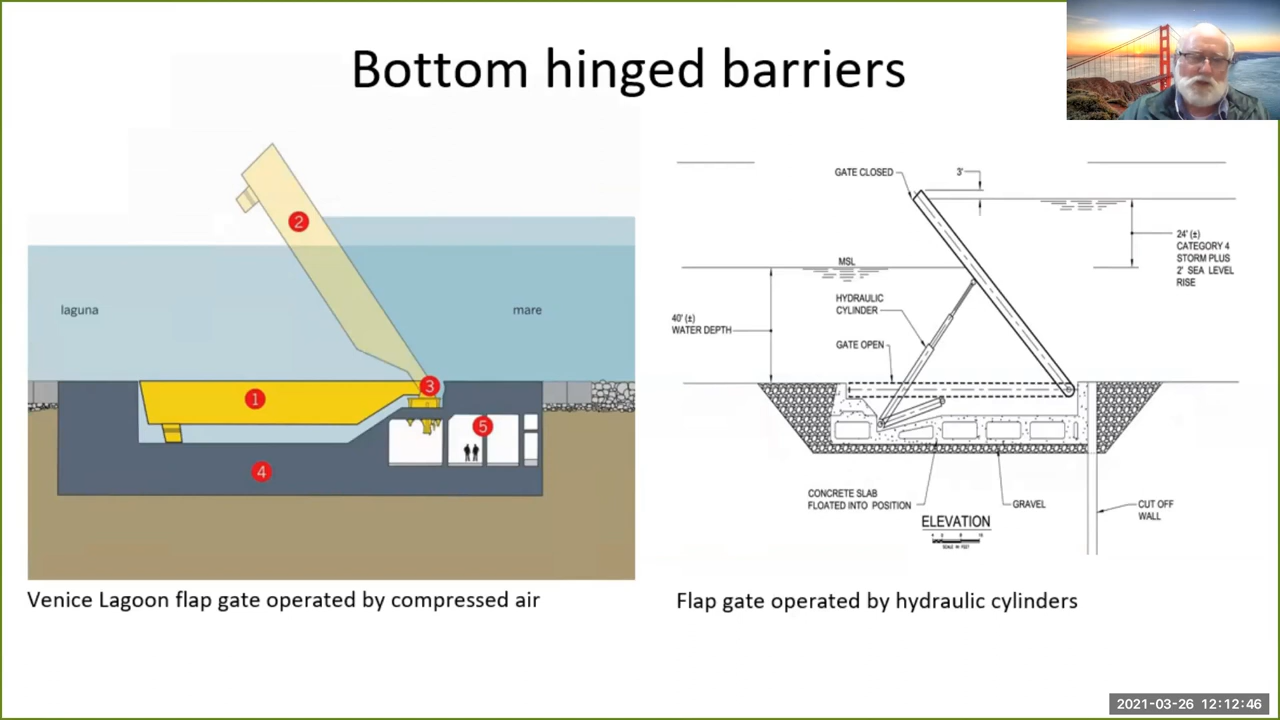 Bottom hinged barriers
2
laguna
mare
3
1
5
4
Venice Lagoon flap gate operated by compressed air
GATE CLOSED
3'
24' (±)
CATEGORY 4
STORM PLUS
2' SEA LEVEL
RISE
MSL
HYDRAULIC
CYLINDER
40' (±)
WATER DEPTH
GATE OPEN
CONCRETE SLAB
FLOATED INTO POSITION
GRAVEL
CUT OFF
WALL
ELEVATION
SCALE IN FEET
Flap gate operated by hydraulic cylinders
2021-03-26 12:12:46